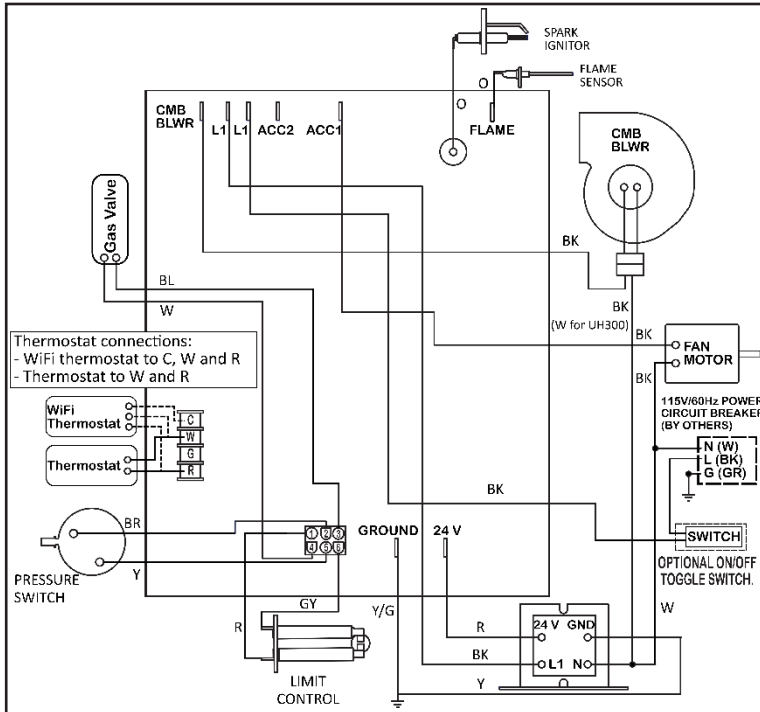 SPARK
IGNITOR
FLAME
SENSOR
O
O
CMB
BLWR
L1
L1
ACC2
ACC1
FLAME
CMB
BLWR
Gas Valve
BK
BL
W
BK
(W for UH300)
BK
FAN
MOTOR
BK
Thermostat connections:
- WiFi thermostat to C, W and R
- Thermostat to W and R
WiFi
Thermostat
C
W
G
R
Thermostat
115V/60Hz POWER
CIRCUIT BREAKER
(BY OTHERS)
N (W)
L (BK)
G (GR)
BK
BR
Y
PRESSURE
SWITCH
1 2 3
4 5 6
GROUND
24 V
SWITCH
OPTIONAL ON/OFF
TOGGLE SWITCH.
GY
Y/G
R
R
BK
Y
W
24 V GND
L1 N
LIMIT
CONTROL